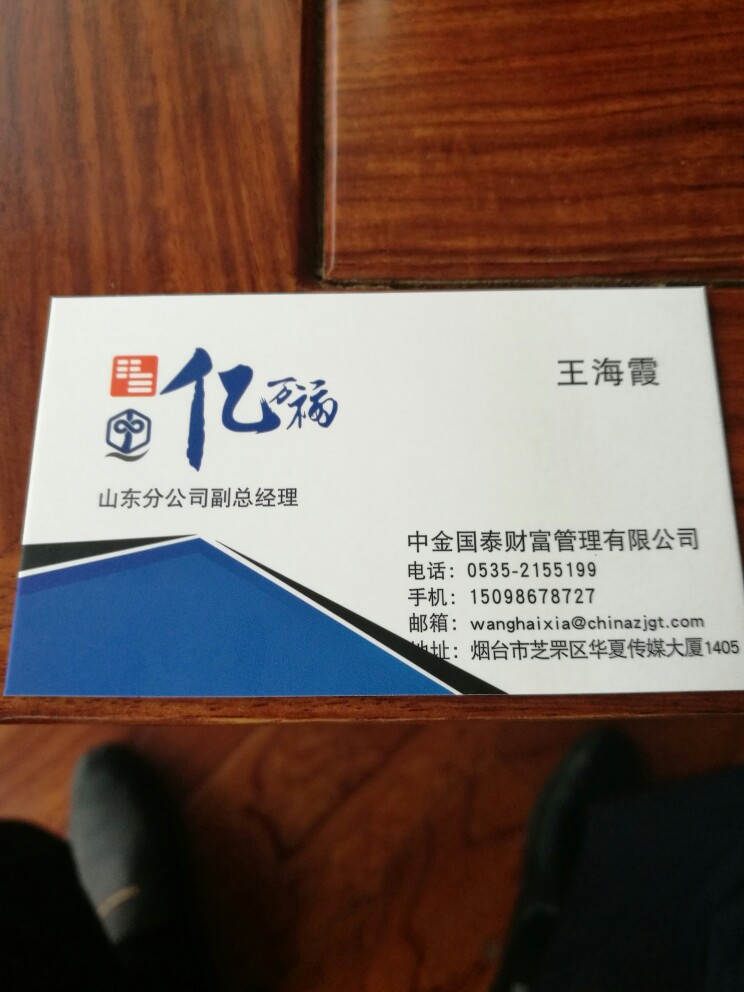 亿万福
王海霞
山东分公司副总经理
中金国泰财富管理有限公司
电话: 0535-2155199
手机: 15098678727
邮箱: wanghaixia@chinazjgt.com
地址: 烟台市芝罘区华夏传媒大厦1405